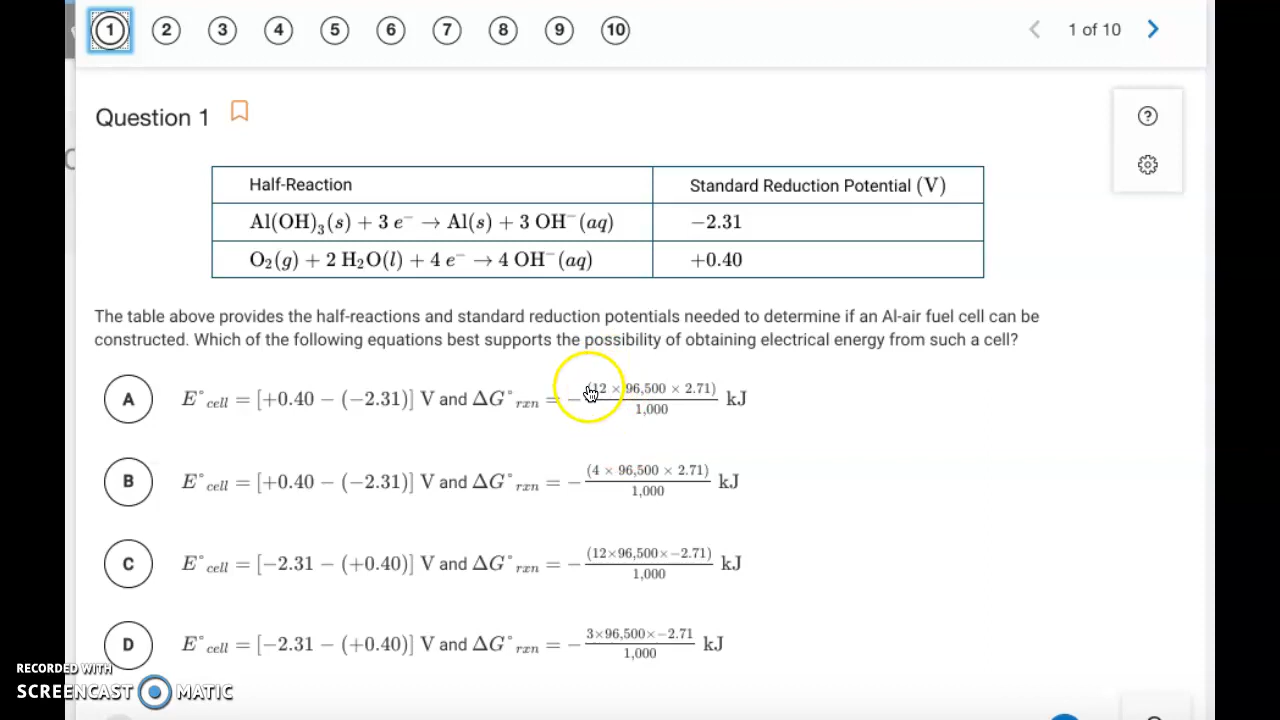 1 2 3 4 5 6 7 8 9 10 1 of 10
Question 1
Half-Reaction Standard Reduction Potential (V)
Al(OH)₃(s) + 3 e⁻ → Al(s) + 3 OH⁻(aq) −2.31
O₂(g) + 2 H₂O(l) + 4 e⁻ → 4 OH⁻(aq) +0.40
The table above provides the half-reactions and standard reduction potentials needed to determine if an Al-air fuel cell can be
constructed. Which of the following equations best supports the possibility of obtaining electrical energy from such a cell?
A E°cell = [+0.40 − (−2.31)] V and ΔG°rxn = −(12 × 96,500 × 2.71)/1,000 kJ
B E°cell = [+0.40 − (−2.31)] V and ΔG°rxn = −(4 × 96,500 × 2.71)/1,000 kJ
C E°cell = [−2.31 − (+0.40)] V and ΔG°rxn = −(12×96,500×−2.71)/1,000 kJ
D E°cell = [−2.31 − (+0.40)] V and ΔG°rxn = −3×96,500×−2.71/1,000 kJ
RECORDED WITH
SCREENCAST MATIC